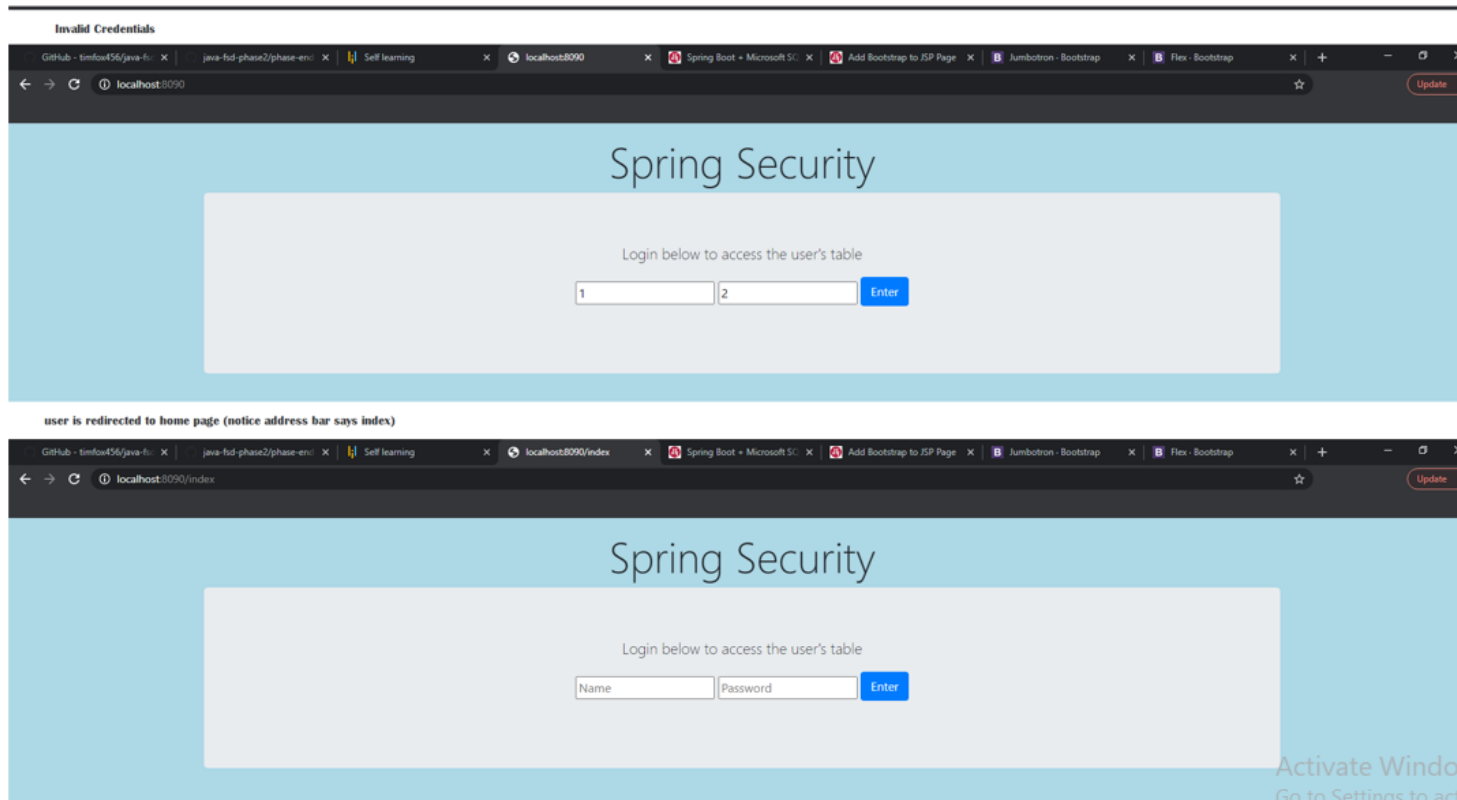 Invalid Credentials
GitHub - timfox456/java-fs
java-fsd-phase2/phase-end
Self learning
localhost:8090
Spring Boot + Microsoft SQ
Add Bootstrap to JSP Page
Jumbotron · Bootstrap
Flex · Bootstrap
localhost:8090
Update
Spring Security
Login below to access the user's table
1
2
Enter
user is redirected to home page (notice address bar says index)
GitHub - timfox456/java-fs
java-fsd-phase2/phase-end
Self learning
localhost:8090/index
Spring Boot + Microsoft SQ
Add Bootstrap to JSP Page
Jumbotron · Bootstrap
Flex · Bootstrap
localhost:8090/index
Update
Spring Security
Login below to access the user's table
Name
Password
Enter
Activate Windo
Go to Settings to act